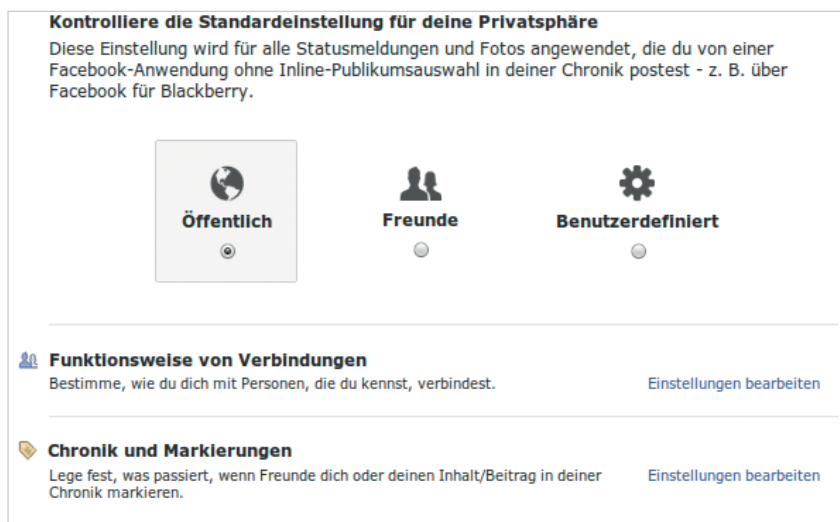 Kontrolliere die Standardeinstellung für deine Privatsphäre
Diese Einstellung wird für alle Statusmeldungen und Fotos angewendet, die du von einer
Facebook-Anwendung ohne Inline-Publikumsauswahl in deiner Chronik postest - z. B. über
Facebook für Blackberry.
Öffentlich
Freunde
Benutzerdefiniert
Funktionsweise von Verbindungen
Bestimme, wie du dich mit Personen, die du kennst, verbindest.
Einstellungen bearbeiten
Chronik und Markierungen
Lege fest, was passiert, wenn Freunde dich oder deinen Inhalt/Beitrag in deiner
Chronik markieren.
Einstellungen bearbeiten